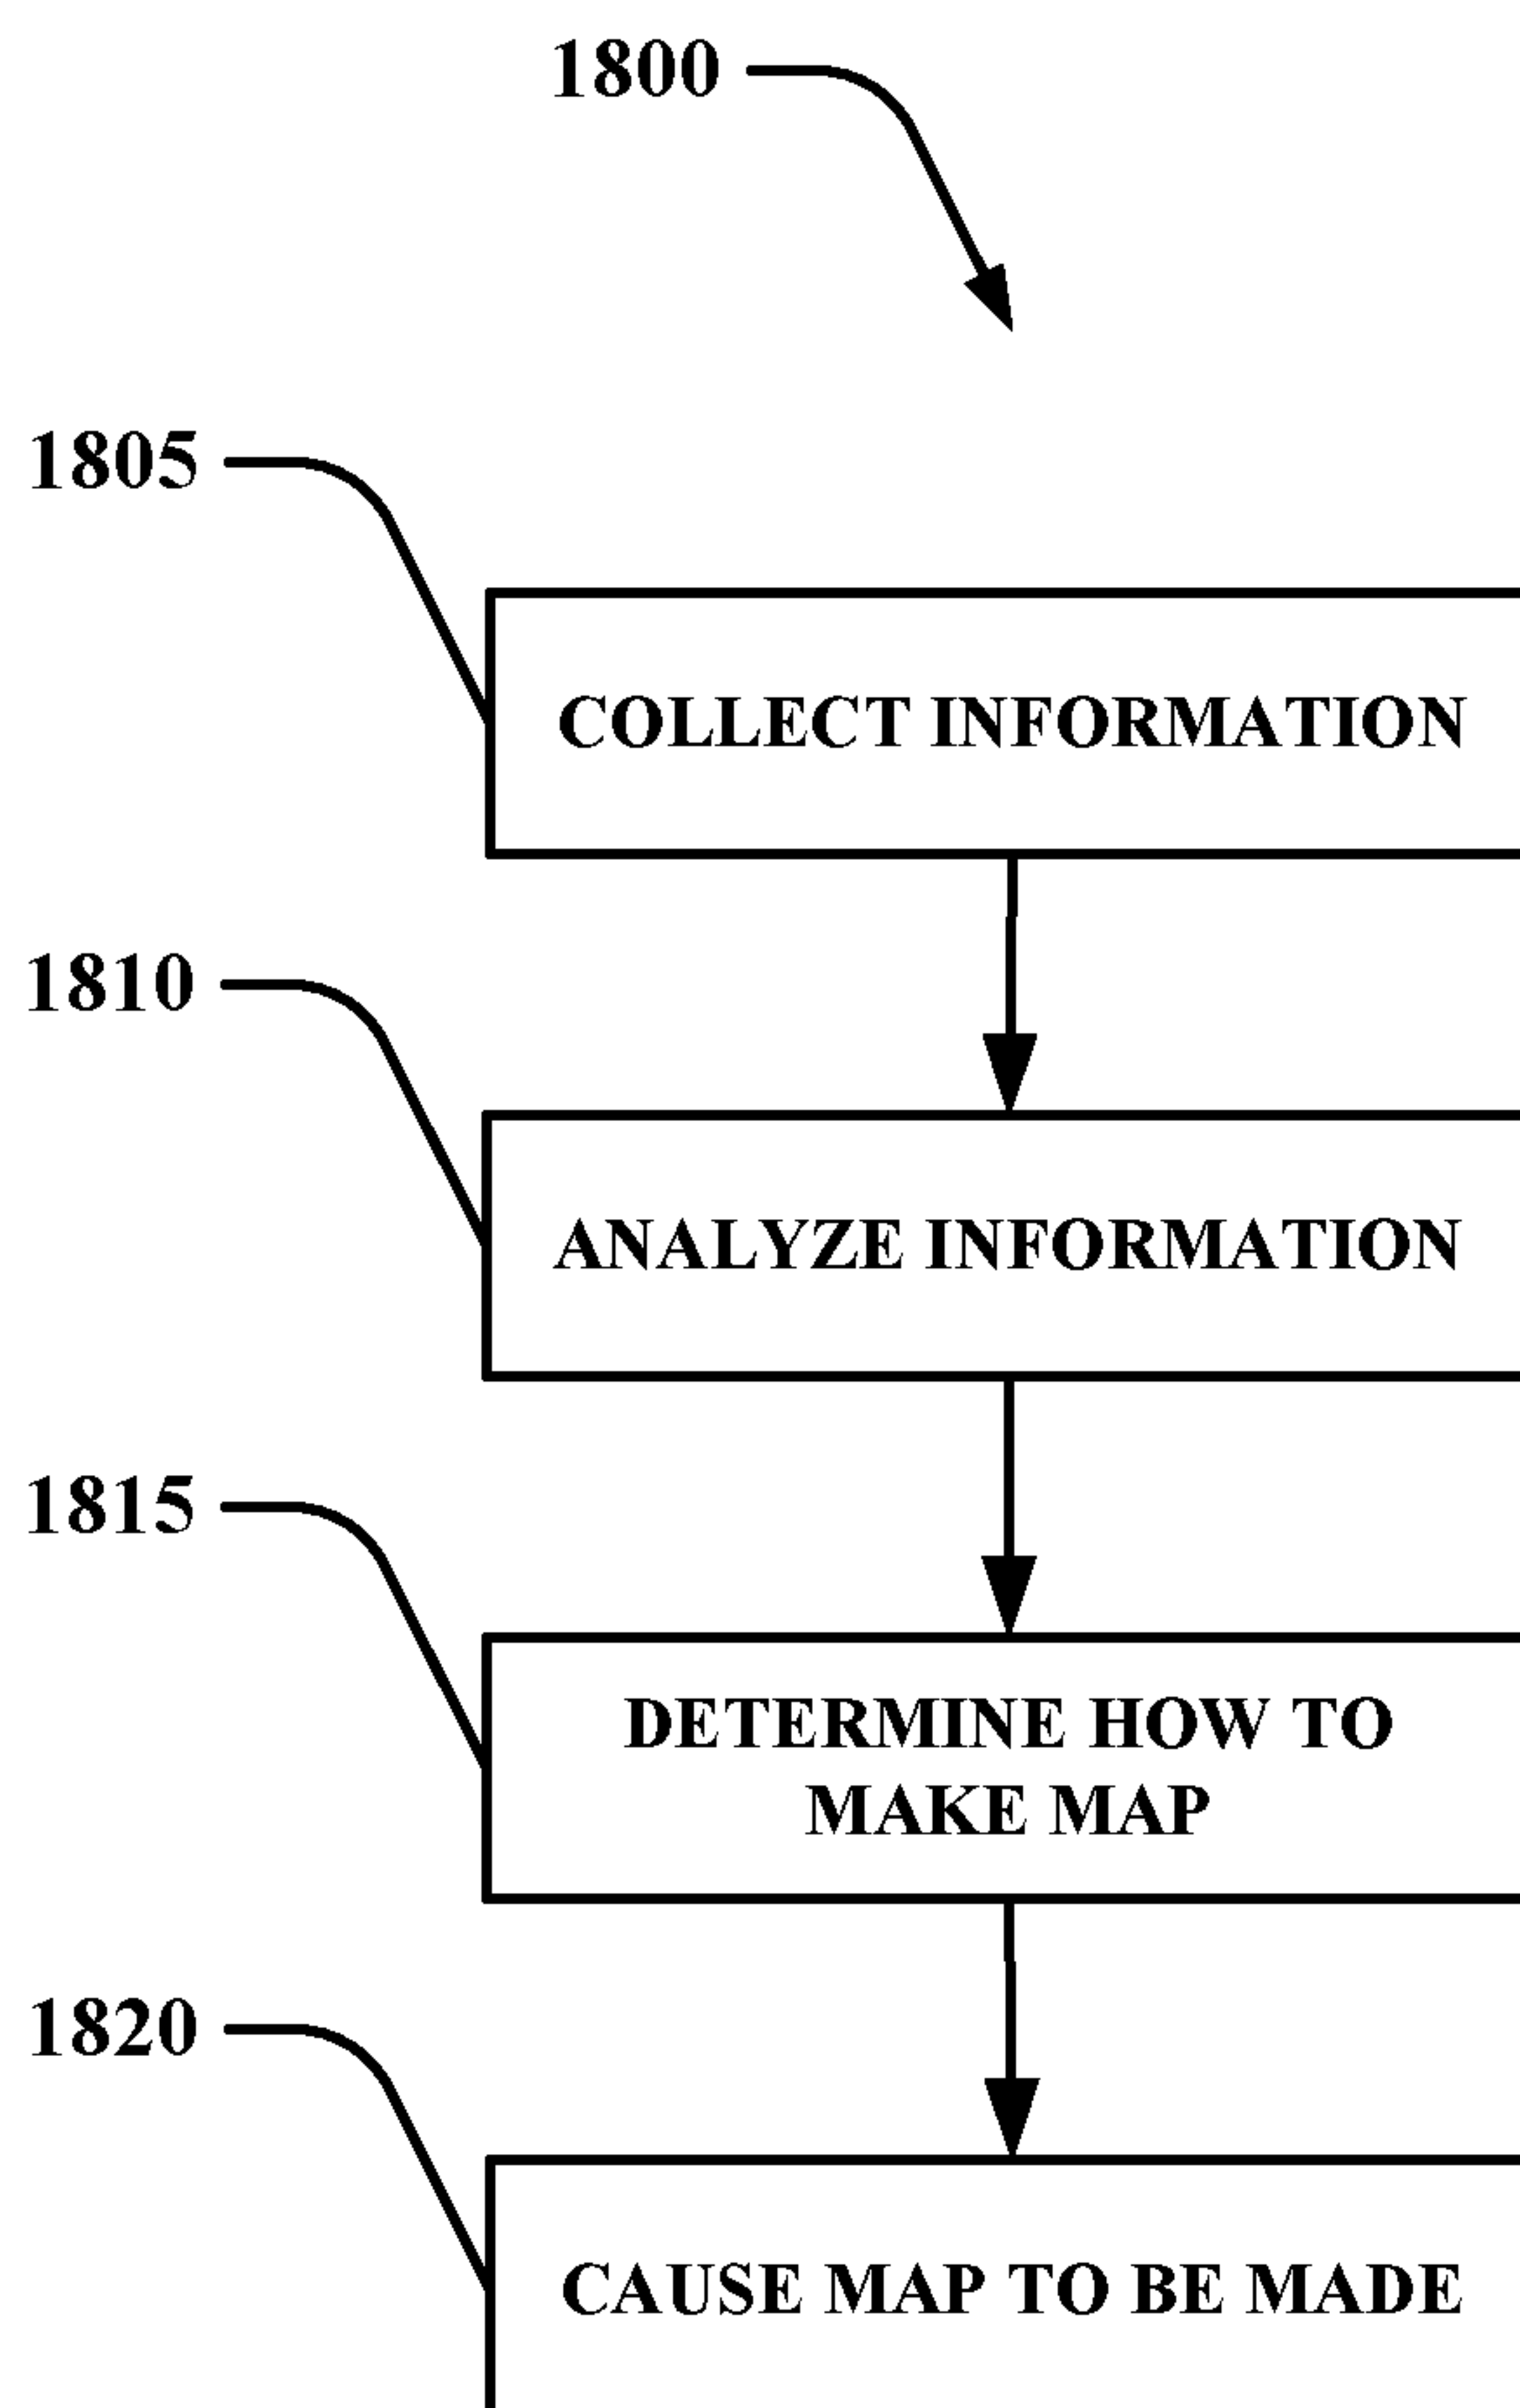 1800
1805
COLLECT INFORMATION
1810
ANALYZE INFORMATION
1815
DETERMINE HOW TO
MAKE MAP
1820
CAUSE MAP TO BE MADE